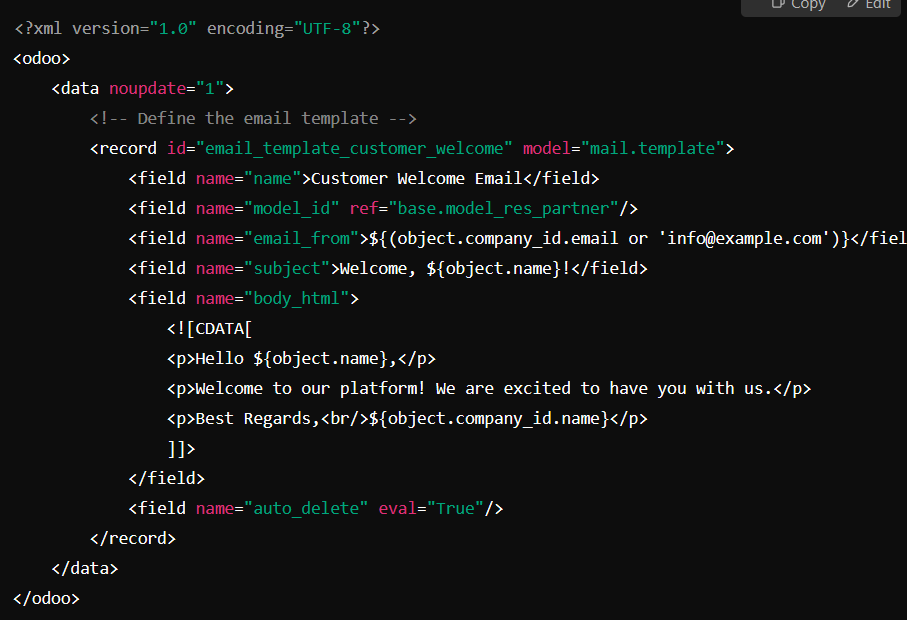 Copy Edit
<?xml version="1.0" encoding="UTF-8"?>
<odoo>
    <data noupdate="1">
        <!-- Define the email template -->
        <record id="email_template_customer_welcome" model="mail.template">
            <field name="name">Customer Welcome Email</field>
            <field name="model_id" ref="base.model_res_partner"/>
            <field name="email_from">${(object.company_id.email or 'info@example.com')}</fiel
            <field name="subject">Welcome, ${object.name}!</field>
            <field name="body_html">
                <![CDATA[
                <p>Hello ${object.name},</p>
                <p>Welcome to our platform! We are excited to have you with us.</p>
                <p>Best Regards,<br/>${object.company_id.name}</p>
                ]]>
            </field>
            <field name="auto_delete" eval="True"/>
        </record>
    </data>
</odoo>